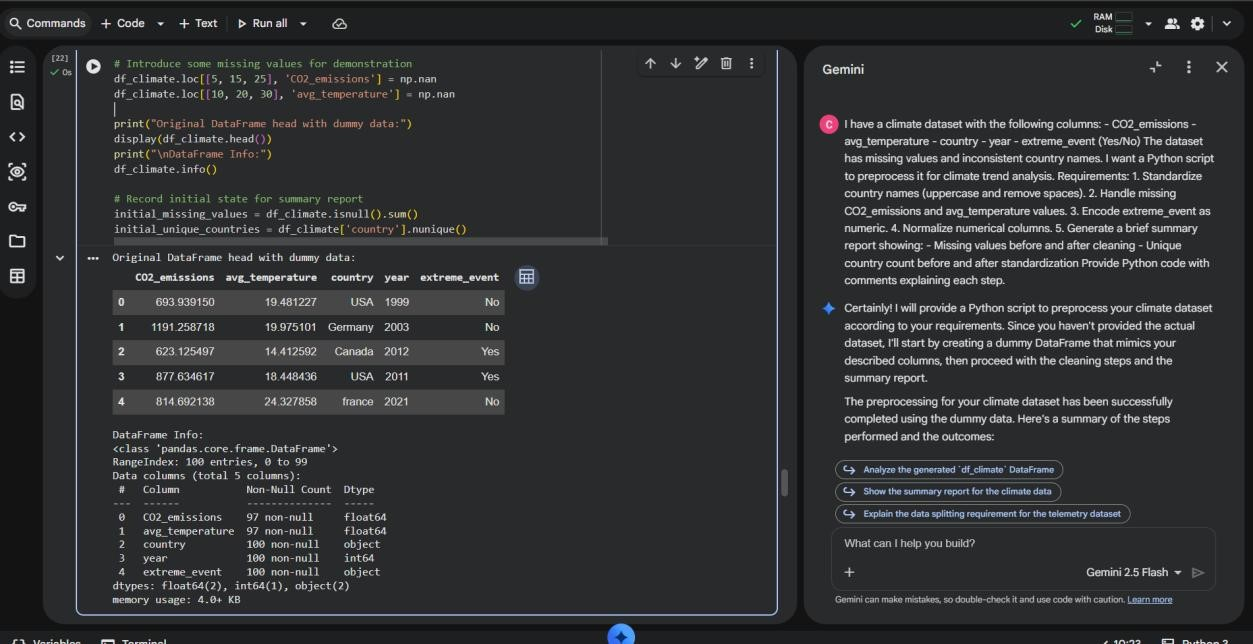 Commands + Code + Text Run all
RAM
Disk
[22]
0s
# Introduce some missing values for demonstration
df_climate.loc[[5, 15, 25], 'CO2_emissions'] = np.nan
df_climate.loc[[10, 20, 30], 'avg_temperature'] = np.nan
print("Original DataFrame head with dummy data:")
display(df_climate.head())
print("\nDataFrame Info:")
df_climate.info()
# Record initial state for summary report
initial_missing_values = df_climate.isnull().sum()
initial_unique_countries = df_climate['country'].nunique()
Original DataFrame head with dummy data:
CO2_emissions avg_temperature country year extreme_event
0 693.939150 19.481227 USA 1999 No
1 1191.258718 19.975101 Germany 2003 No
2 623.125497 14.412592 Canada 2012 Yes
3 877.634617 18.448436 USA 2011 Yes
4 814.692138 24.327858 france 2021 No
DataFrame Info:
<class 'pandas.core.frame.DataFrame'>
RangeIndex: 100 entries, 0 to 99
Data columns (total 5 columns):
# Column Non-Null Count Dtype
--- ------ -------------- -----
0 CO2_emissions 97 non-null float64
1 avg_temperature 97 non-null float64
2 country 100 non-null object
3 year 100 non-null int64
4 extreme_event 100 non-null object
dtypes: float64(2), int64(1), object(2)
memory usage: 4.0+ KB
Gemini
C
I have a climate dataset with the following columns: - CO2_emissions -
avg_temperature - country - year - extreme_event (Yes/No) The dataset
has missing values and inconsistent country names. I want a Python script
to preprocess it for climate trend analysis. Requirements: 1. Standardize
country names (uppercase and remove spaces). 2. Handle missing
CO2_emissions and avg_temperature values. 3. Encode extreme_event as
numeric. 4. Normalize numerical columns. 5. Generate a brief summary
report showing: - Missing values before and after cleaning - Unique
country count before and after standardization Provide Python code with
comments explaining each step.
Certainly! I will provide a Python script to preprocess your climate dataset
according to your requirements. Since you haven't provided the actual
dataset, I'll start by creating a dummy DataFrame that mimics your
described columns, then proceed with the cleaning steps and the
summary report.
The preprocessing for your climate dataset has been successfully
completed using the dummy data. Here's a summary of the steps
performed and the outcomes:
Analyze the generated `df_climate` DataFrame
Show the summary report for the climate data
Explain the data splitting requirement for the telemetry dataset
What can I help you build?
Gemini 2.5 Flash
Gemini can make mistakes, so double-check it and use code with caution. Learn more
Variables Terminal 10:23 Python 3